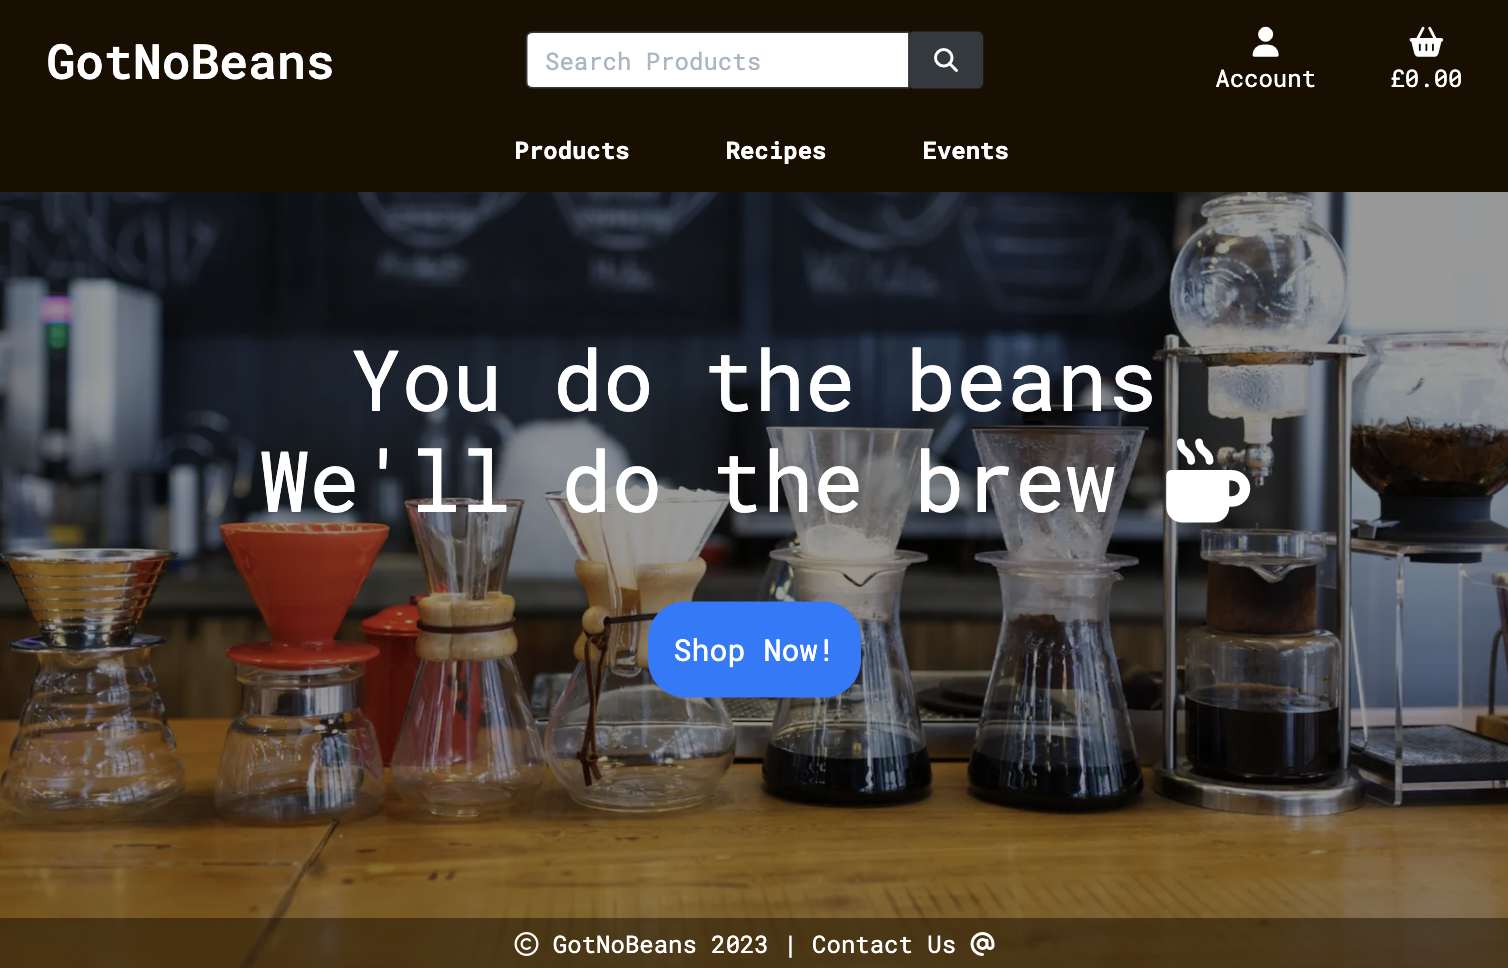 GotNoBeans
Search Products
Account
£0.00
Products
Recipes
Events
You do the beans
We'll do the brew
Shop Now!
© GotNoBeans 2023 | Contact Us @